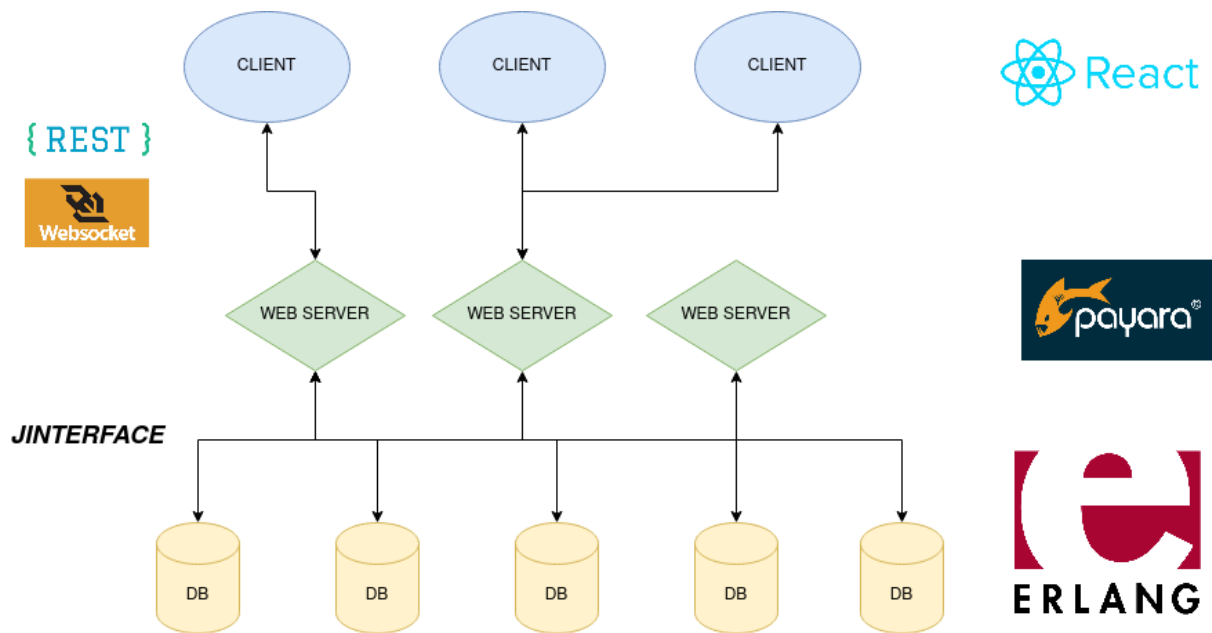 CLIENT
CLIENT
CLIENT
React
{ REST }
Websocket
WEB SERVER
WEB SERVER
WEB SERVER
payara®
JINTERFACE
DB
DB
DB
DB
DB
e
ERLANG